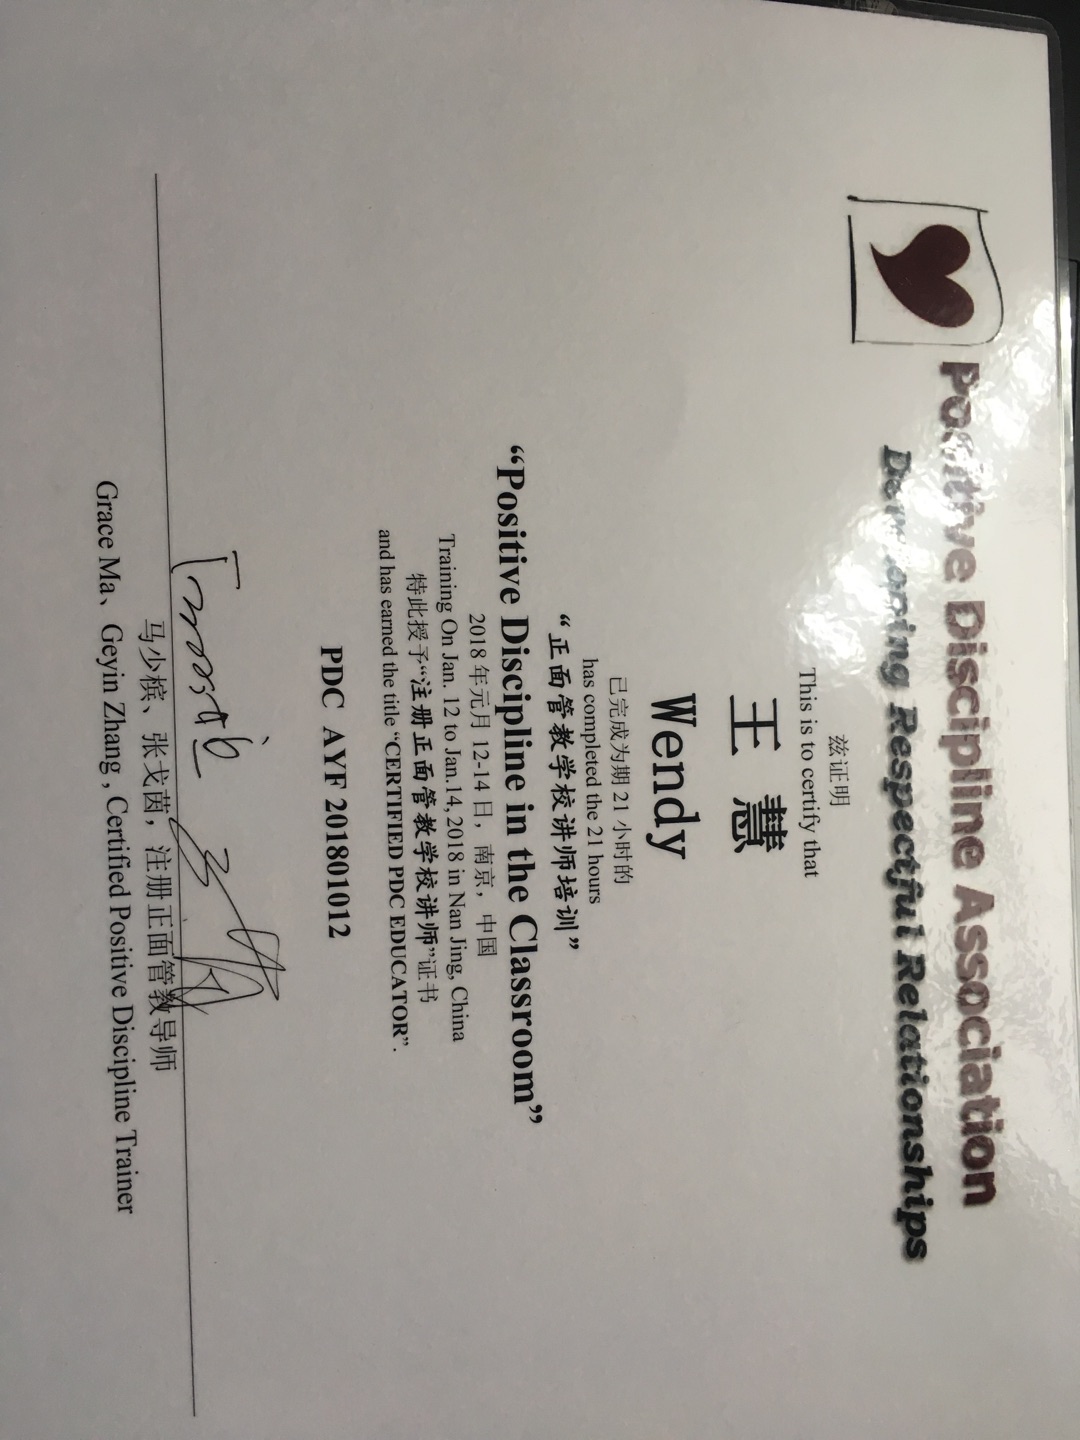 Positive Discipline Association
Developing Respectful Relationships
兹证明
This is to certify that
王 慧
Wendy
已完成为期 21 小时的
has completed the 21 hours
“正面管教学校讲师培训”
“Positive Discipline in the Classroom”
2018 年元月 12-14 日，南京，中国
Training On Jan. 12 to Jan.14, 2018 in Nan Jing, China
特此授予“注册正面管教学校讲师”证书
and has earned the title “CERTIFIED PDC EDUCATOR”.
PDC AYF 201801012
马少槟、张戈茵，注册正面管教导师
Grace Ma、Geyin Zhang , Certified Positive Discipline Trainer